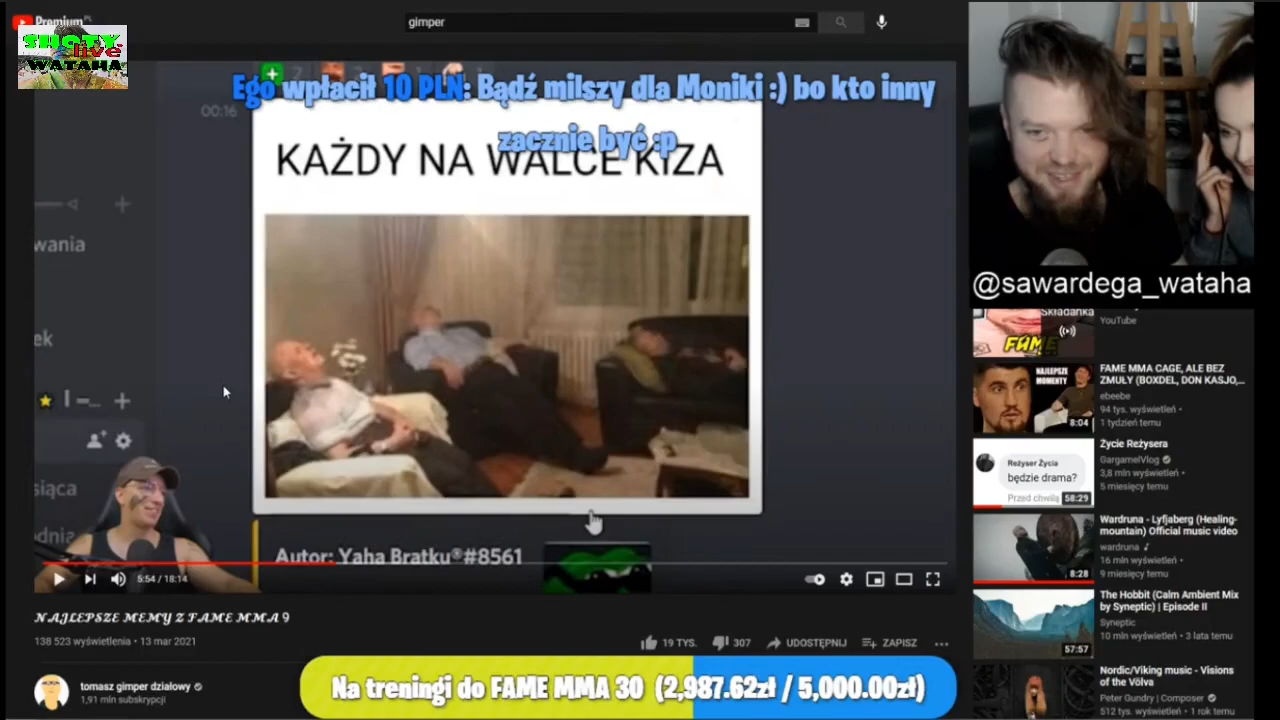 Premium
gimper
SHOTY
live
WATAHA
Ego wpłacił 10 PLN: Bądź milszy dla Moniki :) bo kto inny
zacznie być :p
00:16
KAŻDY NA WALCE KIZA
wania
ek
siąca
odnia
Autor: Yaha Bratku®#8561
5:54 / 18:14
NAJLEPSZE MEMY Z FAME MMA 9
138 523 wyświetlenia • 13 mar 2021
19 TYS.
307
UDOSTĘPNIJ
ZAPISZ
tomasz gimper działowy
1,91 mln subskrypcji
Na treningi do FAME MMA 30 (2,987.62zł / 5,000.00zł)
@sawardega_wataha
Składanka
YouTube
FAME
NAJLEPSZE
MOMENTY
8:04
FAME MMA CAGE, ALE BEZ
ZMUŁY (BOXDEL, DON KASJO,...
ebeebe
94 tys. wyświetleń •
1 tydzień temu
Reżyser Życia
będzie drama?
Przed chwilą
58:29
Życie Reżysera
GargamelVlog
3,8 mln wyświetleń •
5 miesięcy temu
8:28
Wardruna - Lyfjaberg (Healing-
mountain) Official music video
wardruna
16 mln wyświetleń •
9 miesięcy temu
57:57
The Hobbit (Calm Ambient Mix
by Syneptic) | Episode II
Syneptic
10 mln wyświetleń • 3 lata temu
Nordic/Viking music - Visions
of the Völva
Peter Gundry | Composer
512 tys. wyświetleń • 1 rok temu